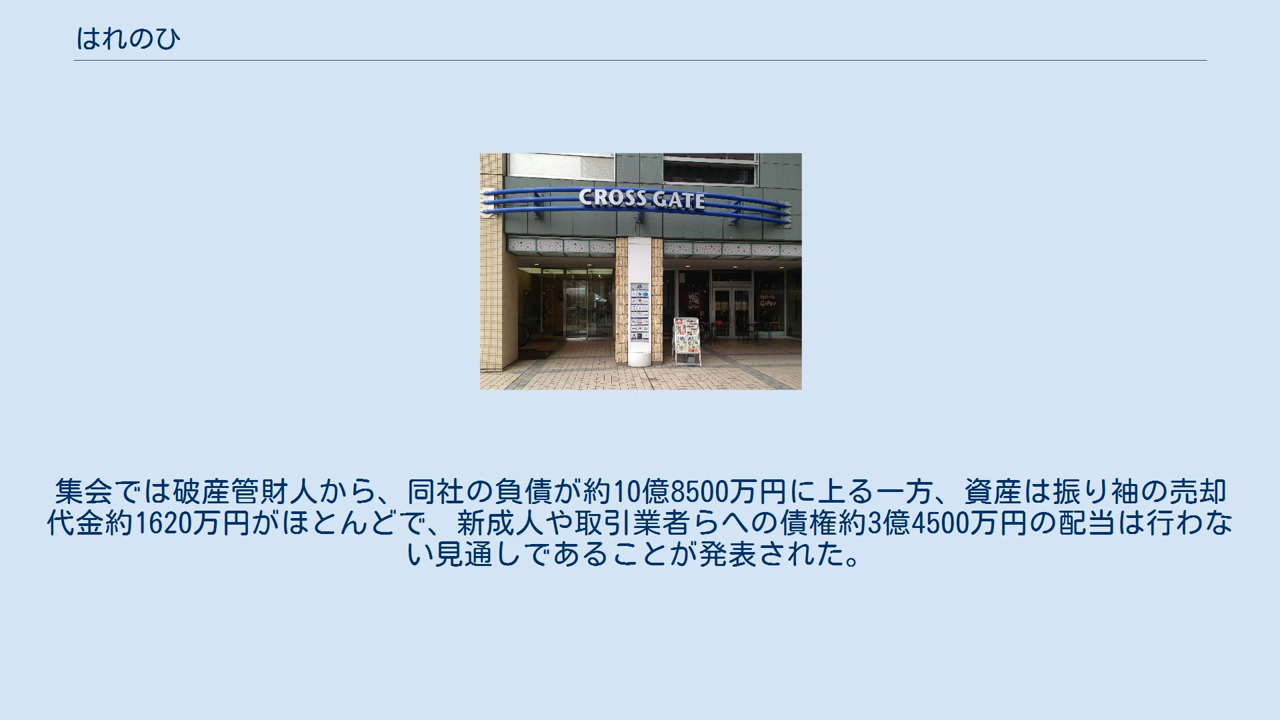 はれのひ
CROSS GATE
集会では破産管財人から、同社の負債が約10億8500万円に上る一方、資産は振り袖の売却
代金約1620万円がほとんどで、新成人や取引業者らへの債権約3億4500万円の配当は行わな
い見通しであることが発表された。